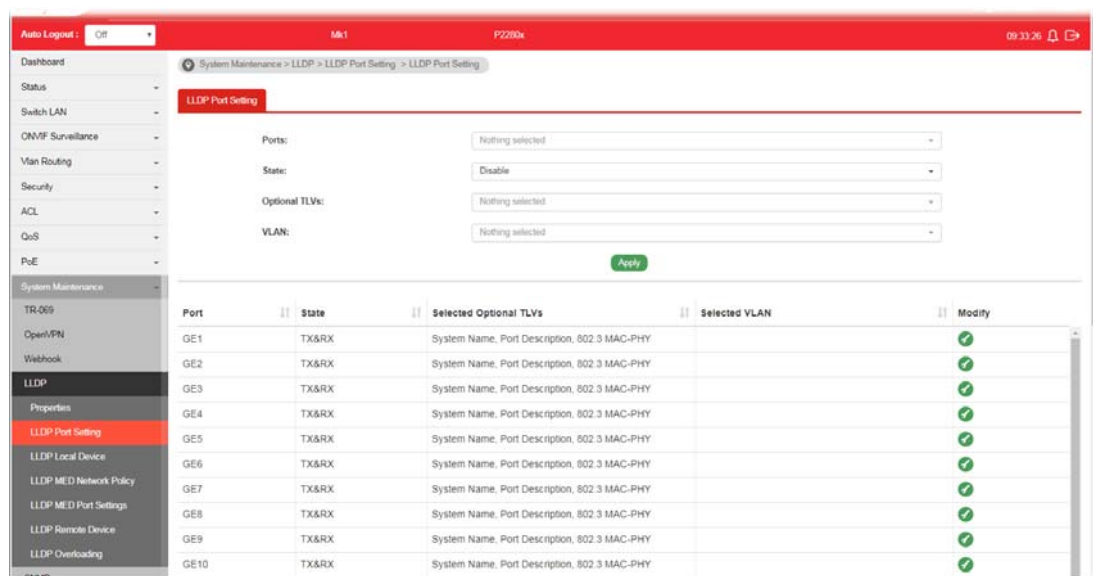 Auto Logout : Off Mk1 P2280x 09:33:26
Dashboard
Status
Switch LAN
ONVIF Surveillance
Vlan Routing
Security
ACL
QoS
PoE
System Maintenance
TR-069
OpenVPN
Webhook
LLDP
Properties
LLDP Port Setting
LLDP Local Device
LLDP MED Network Policy
LLDP MED Port Settings
LLDP Remote Device
LLDP Overloading
System Maintenance > LLDP > LLDP Port Setting > LLDP Port Setting
LLDP Port Setting
Ports: Nothing selected
State: Disable
Optional TLVs: Nothing selected
VLAN: Nothing selected
Apply
Port State Selected Optional TLVs Selected VLAN Modify
GE1 TX&RX System Name, Port Description, 802.3 MAC-PHY
GE2 TX&RX System Name, Port Description, 802.3 MAC-PHY
GE3 TX&RX System Name, Port Description, 802.3 MAC-PHY
GE4 TX&RX System Name, Port Description, 802.3 MAC-PHY
GE5 TX&RX System Name, Port Description, 802.3 MAC-PHY
GE6 TX&RX System Name, Port Description, 802.3 MAC-PHY
GE7 TX&RX System Name, Port Description, 802.3 MAC-PHY
GE8 TX&RX System Name, Port Description, 802.3 MAC-PHY
GE9 TX&RX System Name, Port Description, 802.3 MAC-PHY
GE10 TX&RX System Name, Port Description, 802.3 MAC-PHY